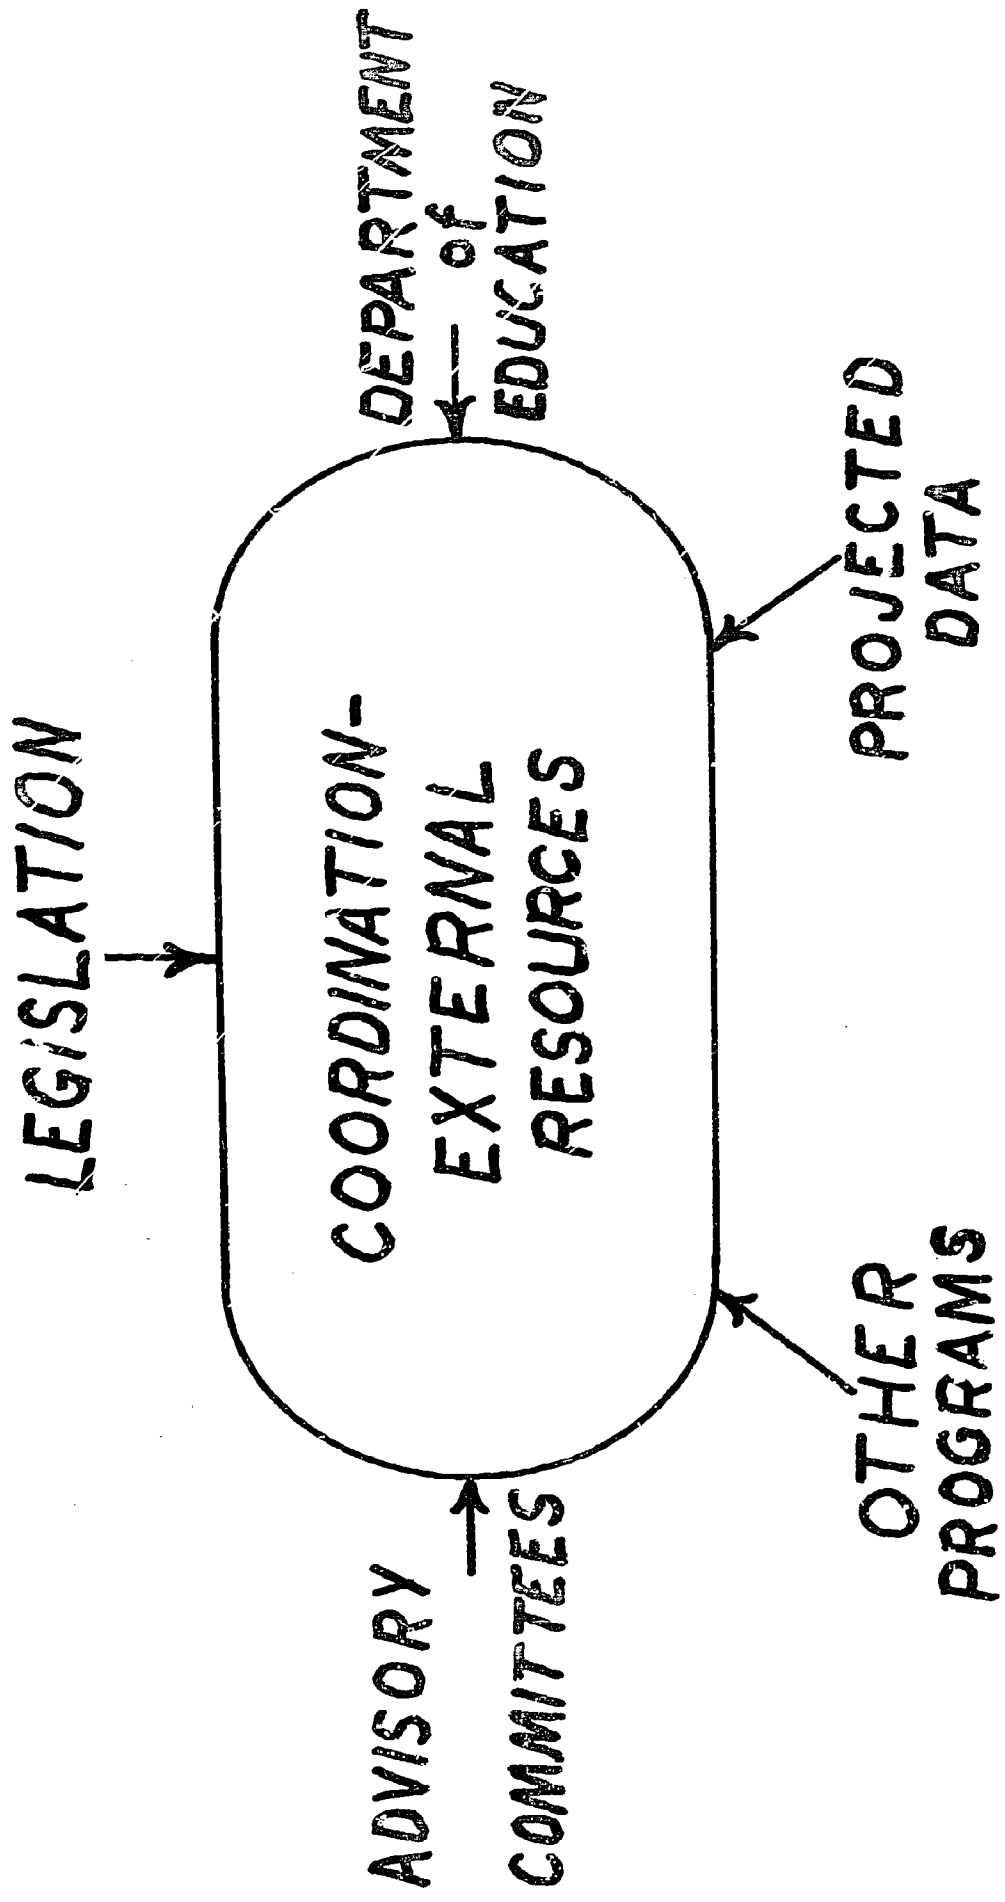 LEGISLATION
COORDINATION-
EXTERNAL
RESOURCES
ADVISORY
COMMITTEES
DEPARTMENT
of
EDUCATION
OTHER
PROGRAMS
PROJECTED
DATA